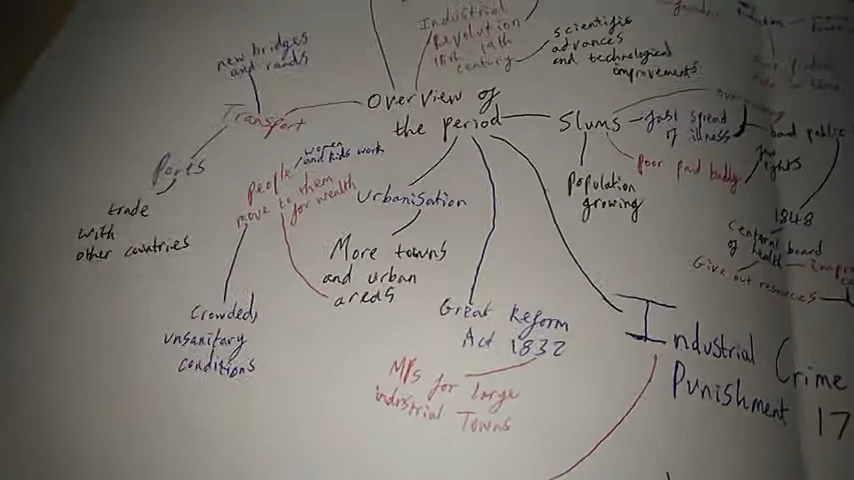 Industrial
Revolution
18th 19th
century
scientific
advances
and technological
improvements
new bridges
and roads
Transport
Ports
trade
with
other countries
Overview of
the period
Slums
fast spread
of illness
bad public
poor paid badly
rights
population
growing
1848
Central board
of health
Give out resources
women
and kids work
people
move to them
for wealth
Urbanisation
More towns
and urban
areas
Crowded
unsanitary
conditions
Great Reform
Act 1832
MPs for large
industrial Towns
Industrial Crime
Punishment 17